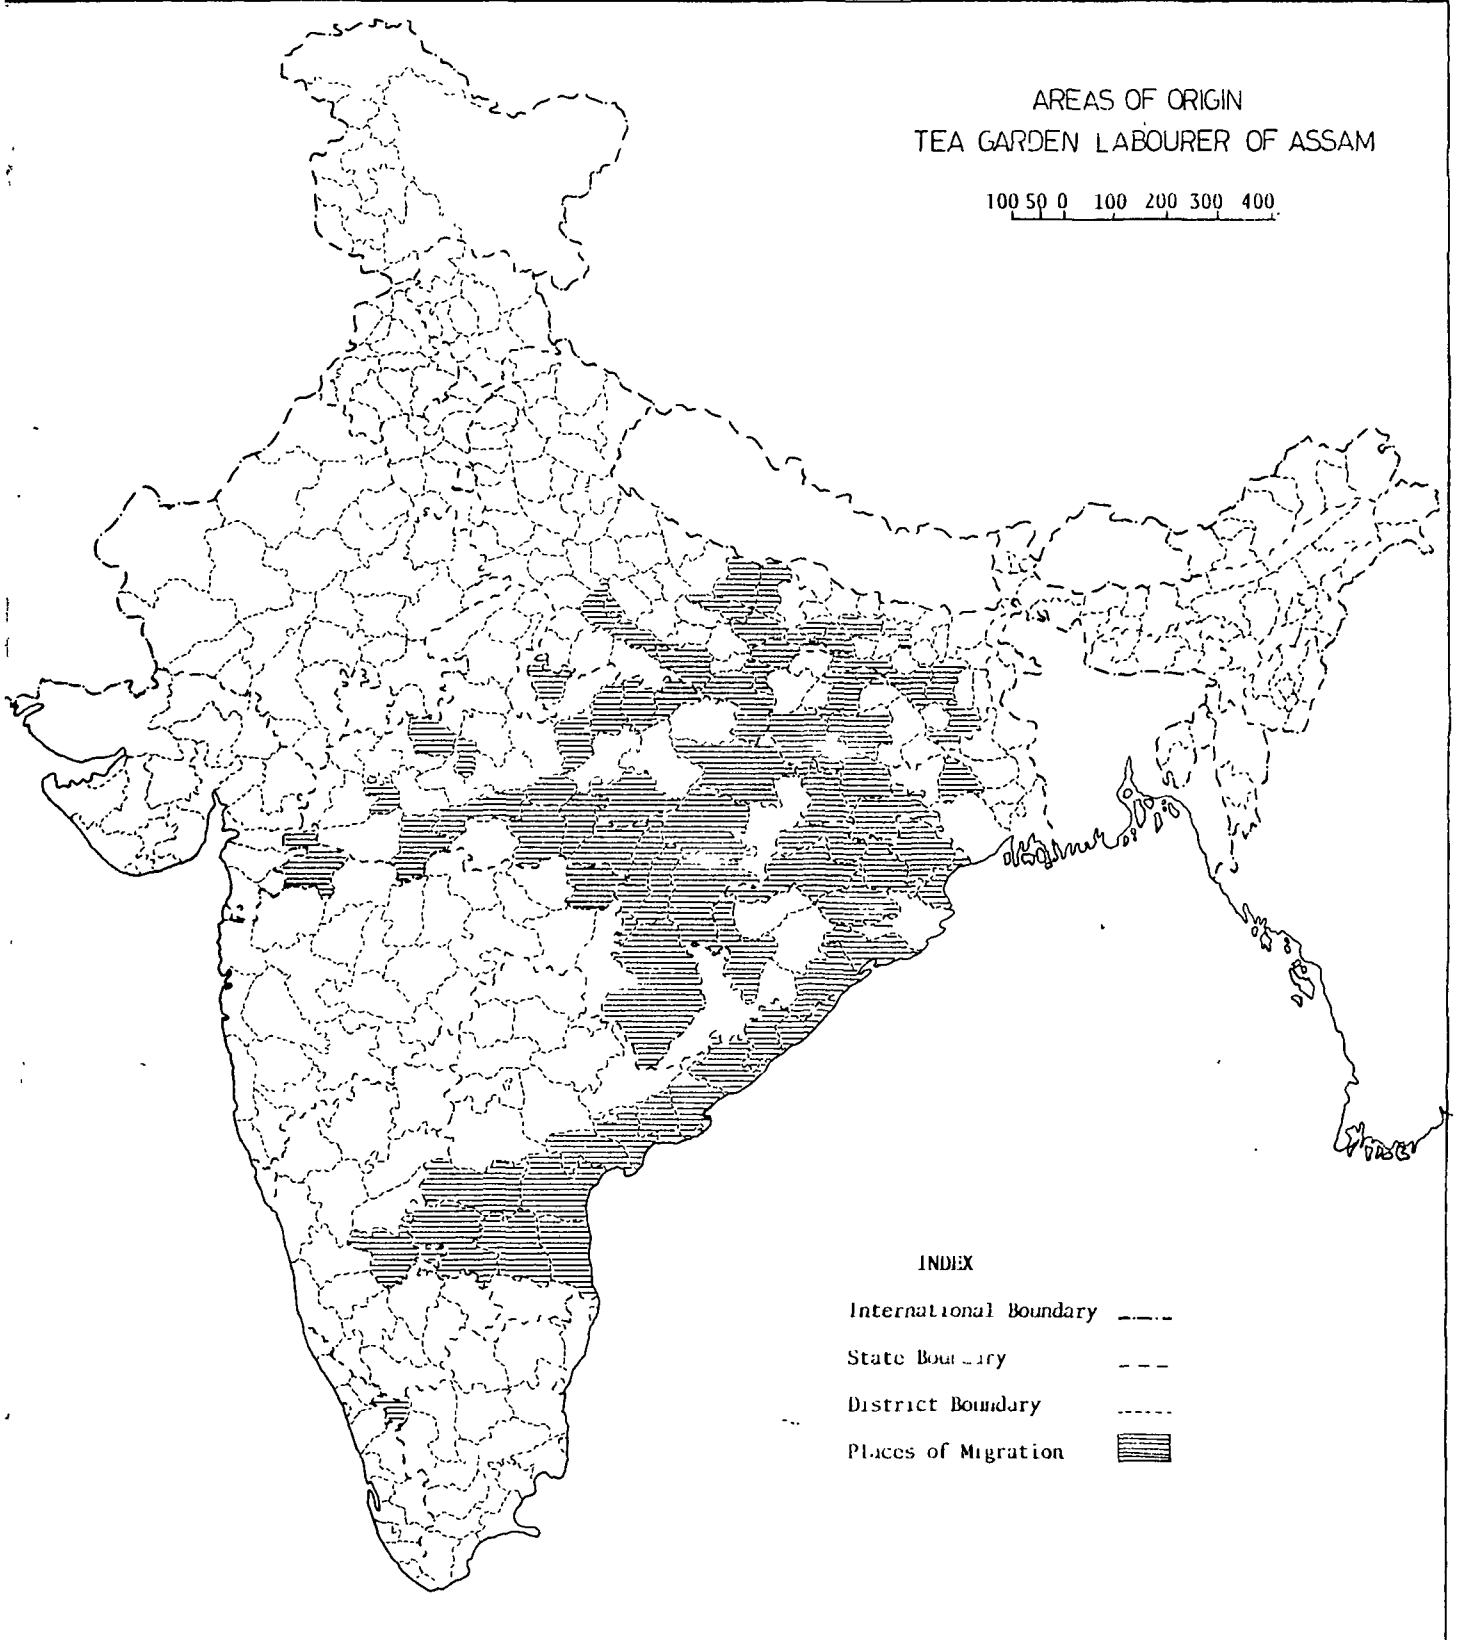 AREAS OF ORIGIN
TEA GARDEN LABOURER OF ASSAM
100 50 0 100 200 300 400
INDEX
International Boundary
State
District Boundary
Places of Migration